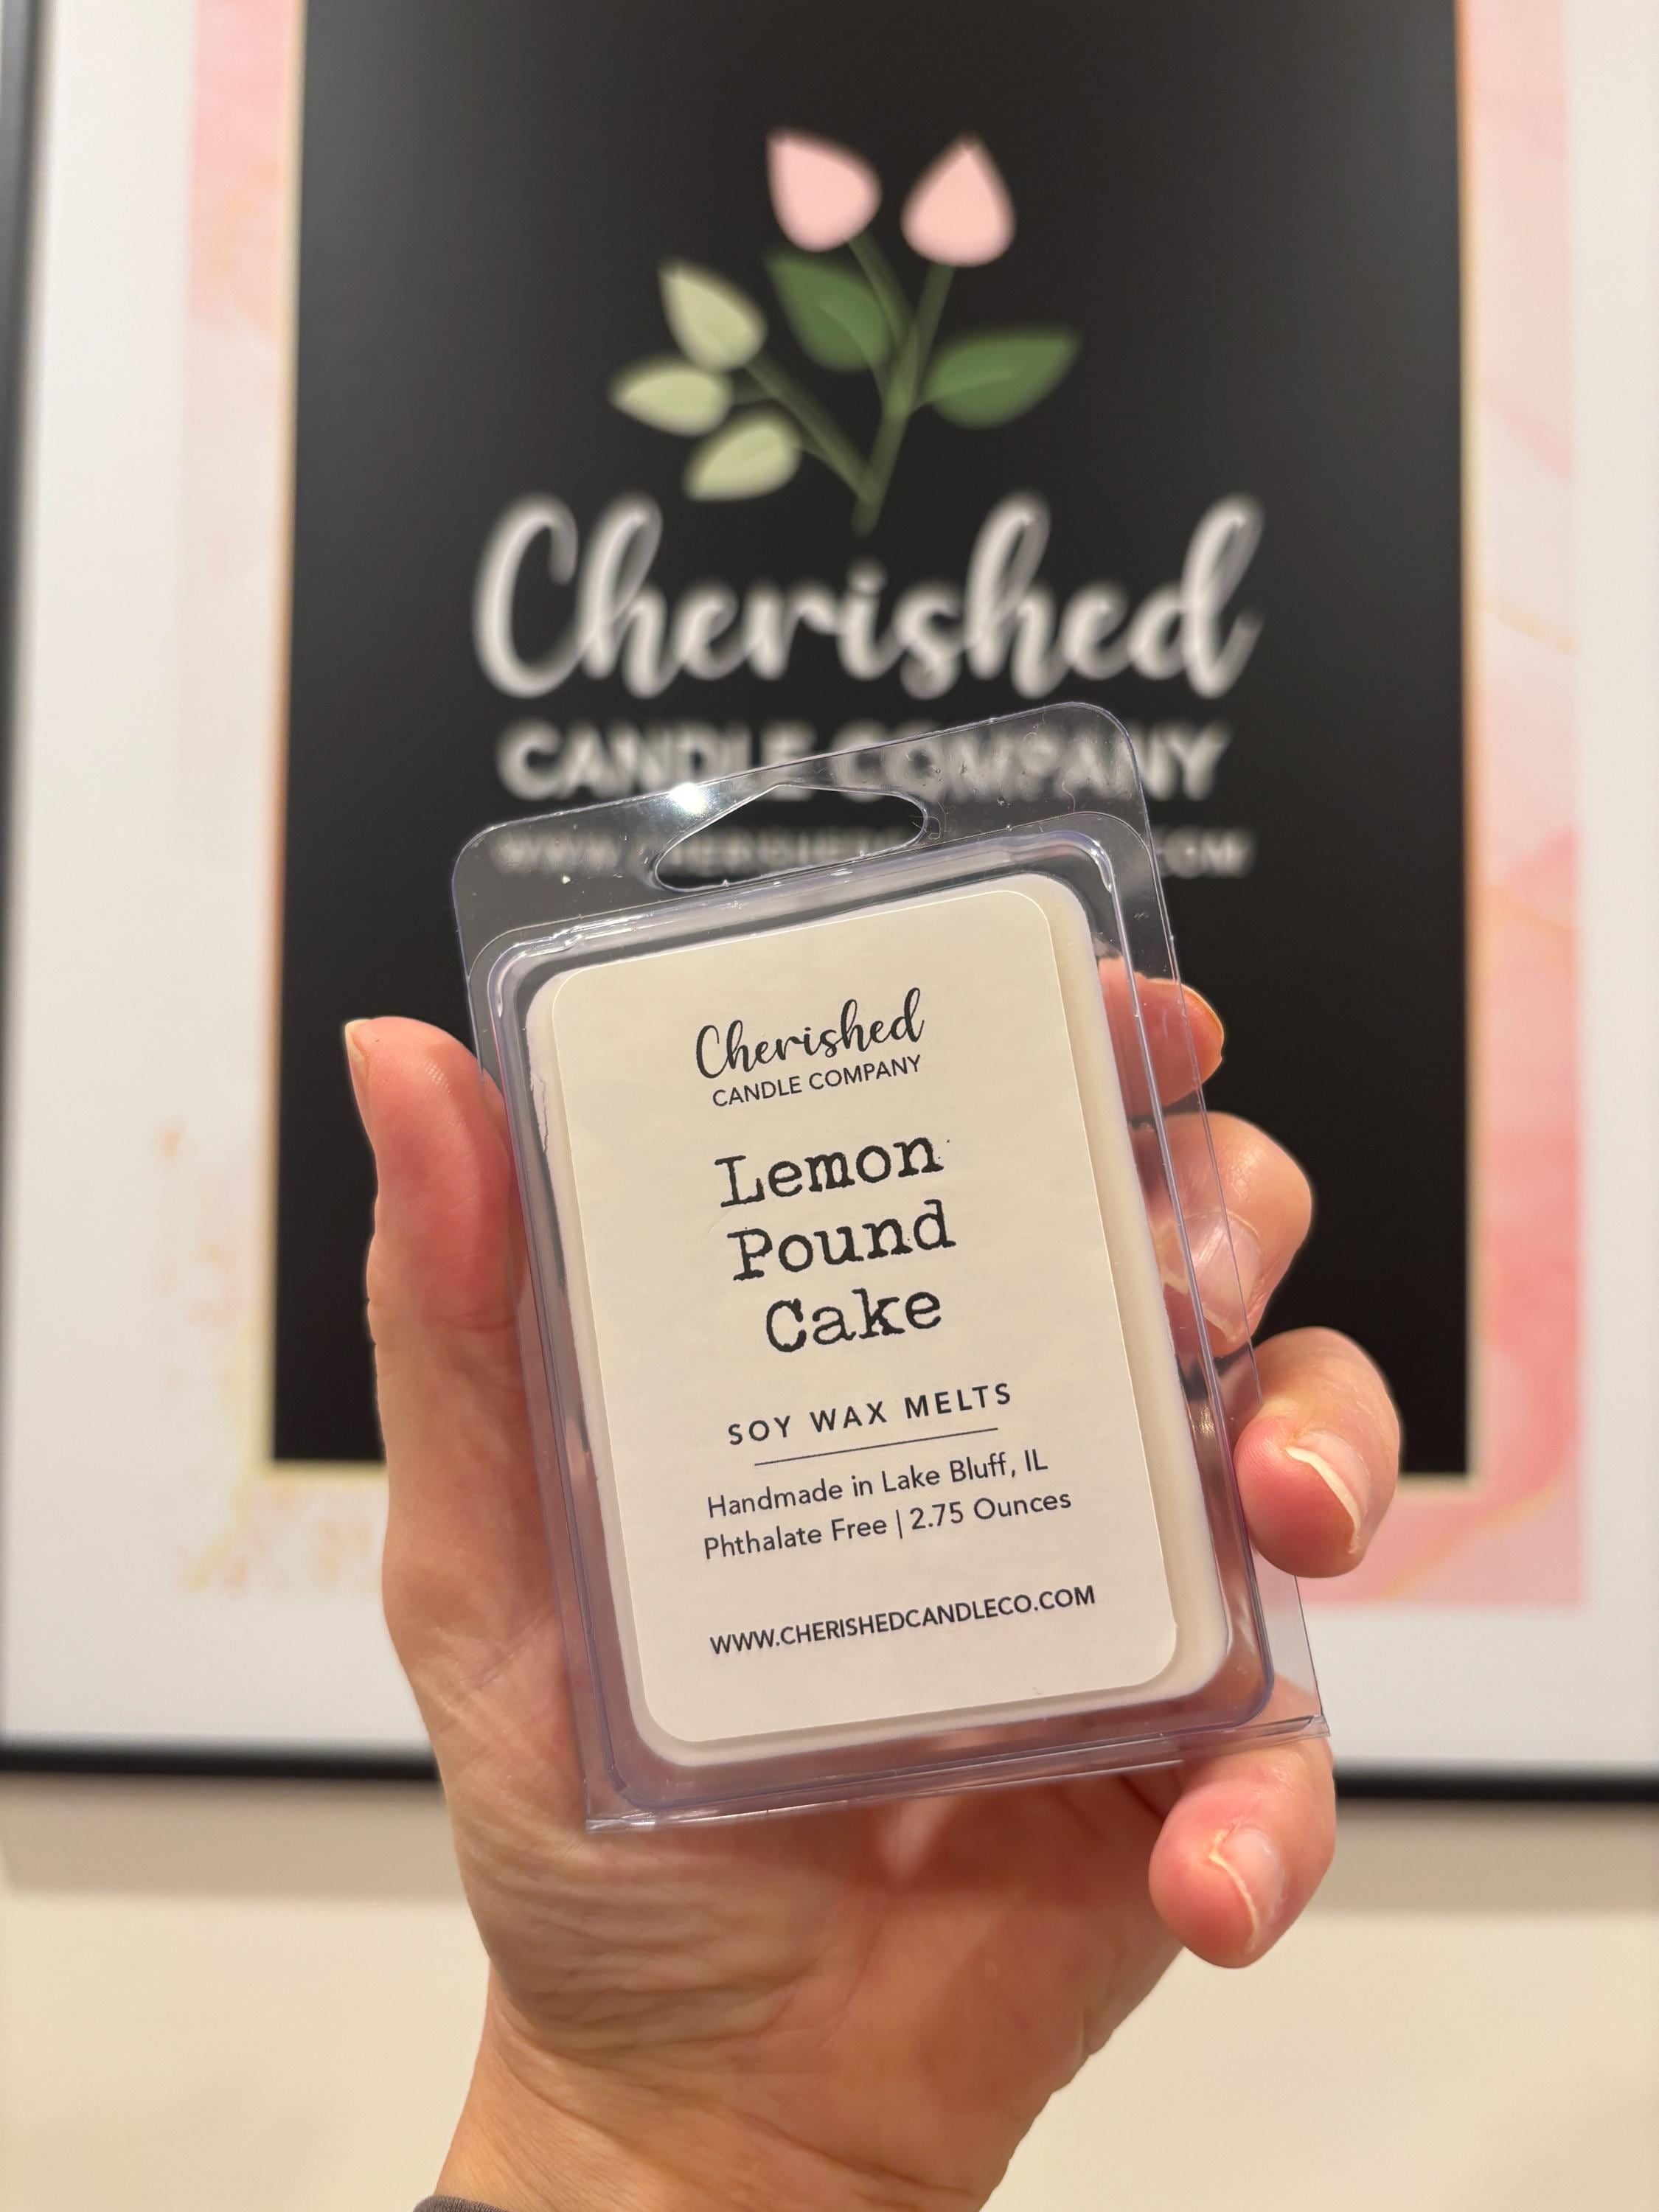 Cherished
CANDLE COMPANY
Cherished
CANDLE COMPANY
Lemon
Pound
Cake
SOY WAX MELTS
Handmade in Lake Bluff, IL
Phthalate Free | 2.75 Ounces
WWW.CHERISHEDCANDLECO.COM